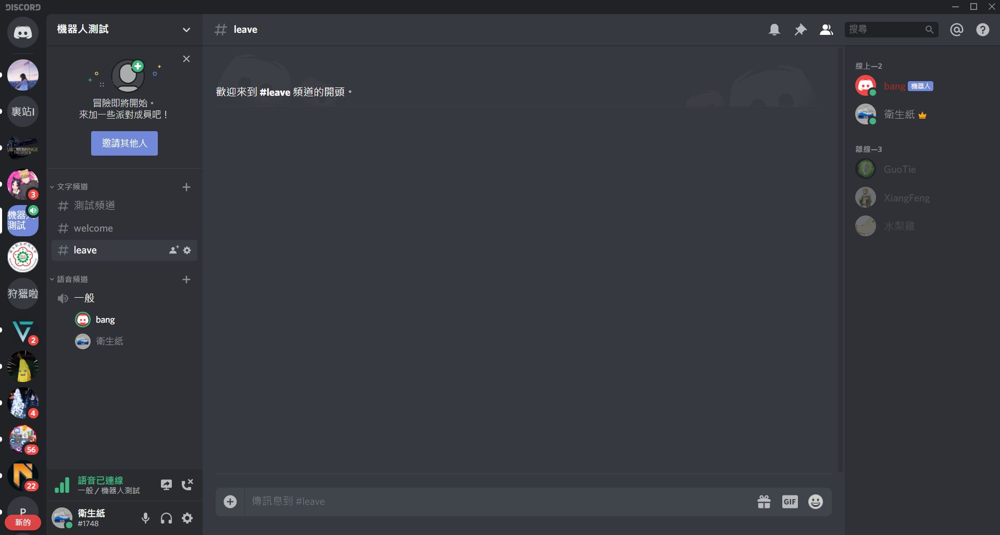 DISCORD
機器人測試
leave
搜尋
冒險即將開始。
來加一些派對成員吧！
邀請其他人
文字頻道
測試頻道
welcome
leave
語音頻道
一般
bang
衛生紙
語音已連線
一般 / 機器人測試
衛生紙
#1748
裏站I
3
機器人
測試
狩獵啦
2
4
56
22
P
新的
歡迎來到 #leave 頻道的開頭。
傳訊息到 #leave
GIF
線上—2
bang 機器人
衛生紙
離線—3
GuoTie
XiangFeng
水梨雞